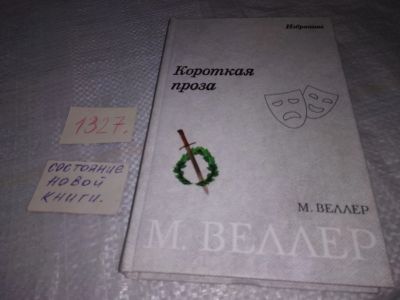 Избранное
Короткая
проза
1327.
СОСТОЯНИЕ
НОВОЙ
КНИГИ.
М. ВЕЛЛЕР
М. ВЕЛЛЕР